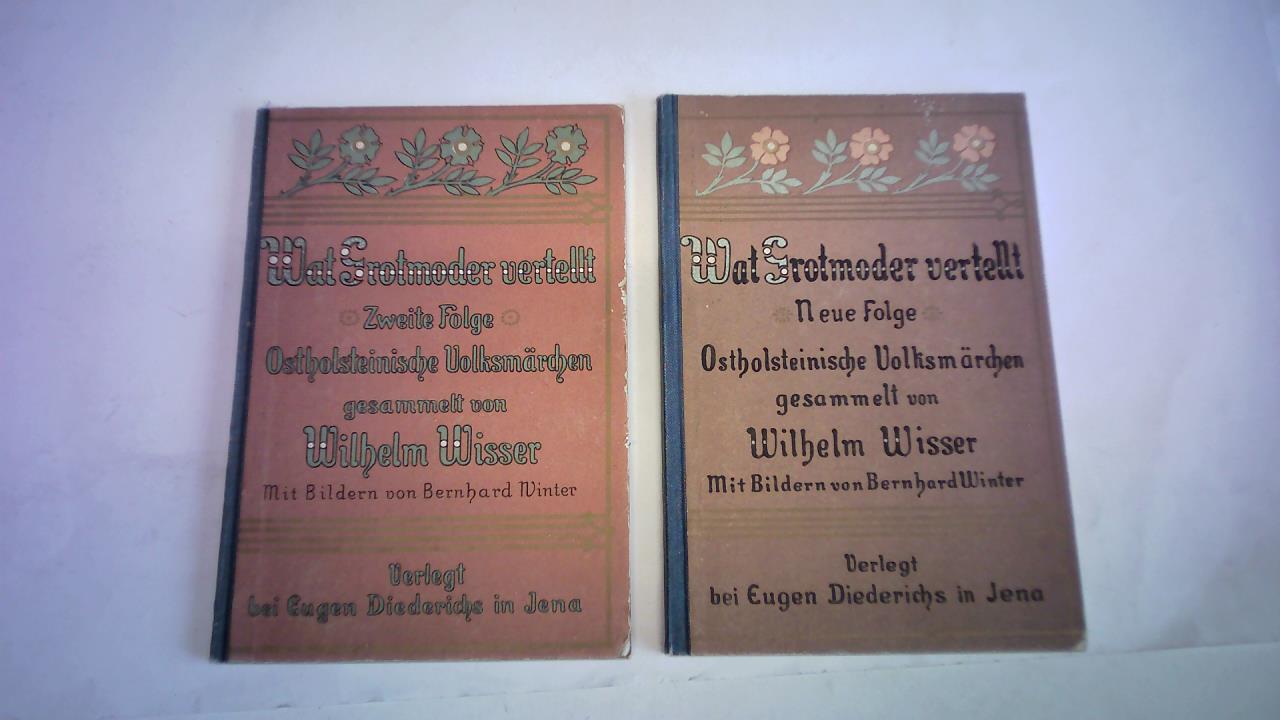 Wat Grotmoder vertellt
Zweite Folge
Ostholsteinische Volksmärchen
gesammelt von
Wilhelm Wisser
Mit Bildern von Bernhard Winter
Verlegt
bei Eugen Diederichs in Jena
Wat Grotmoder vertellt
Neue Folge
Ostholsteinische Volksmärchen
gesammelt von
Wilhelm Wisser
Mit Bildern von Bernhard Winter
Verlegt
bei Eugen Diederichs in Jena